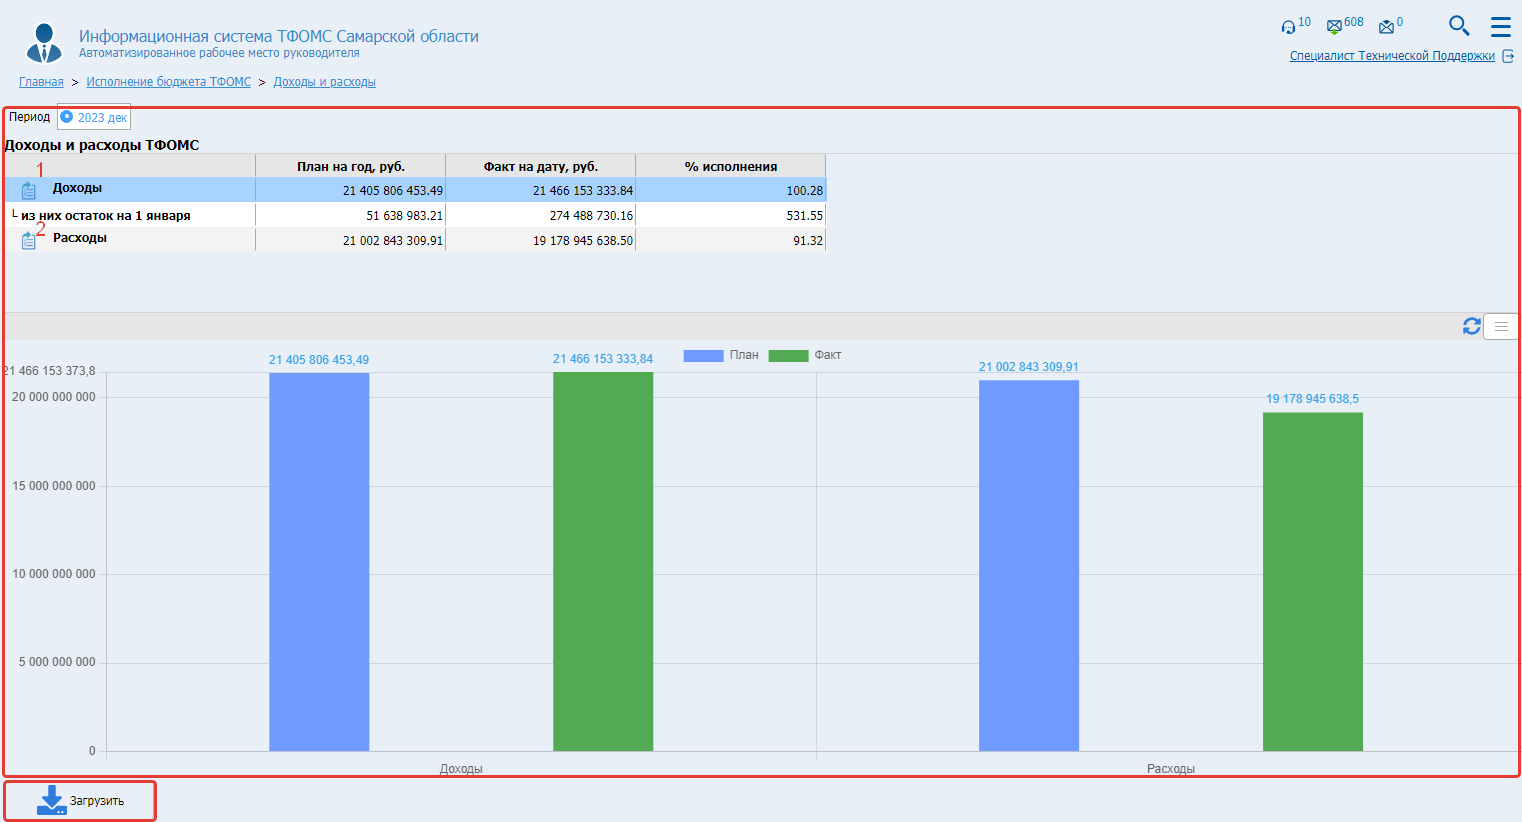 Информационная система ТФОМС Самарской области
Автоматизированное рабочее место руководителя
10 608 0
Специалист Технической Поддержки
Главная > Исполнение бюджета ТФОМС > Доходы и расходы
Период 2023 дек
Доходы и расходы ТФОМС
План на год, руб. Факт на дату, руб. % исполнения
1
Доходы 21 405 806 453.49 21 466 153 333.84 100.28
└ из них остаток на 1 января 51 638 983.21 274 488 730.16 531.55
2
Расходы 21 002 843 309.91 19 178 945 638.50 91.32
План Факт
21 405 806 453,49 21 466 153 333,84 21 002 843 309,91 19 178 945 638,5
21 466 153 373,8
20 000 000 000
15 000 000 000
10 000 000 000
5 000 000 000
0
Доходы Расходы
Загрузить